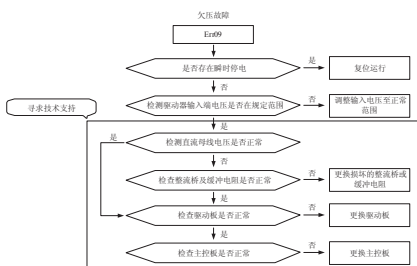 欠压故障
Err09
是否存在瞬时停电
是
复位运行
否
寻求技术支持
检测驱动器输入端电压是否在规定范围
否
调整输入电压至正常
范围
是
是
检测直流母线电压是否正常
否
检查整流桥及缓冲电阻是否正常
否
更换损坏的整流桥或
缓冲电阻
是
检查驱动板是否正常
否
更换驱动板
是
检查主控板是否正常
否
更换主控板